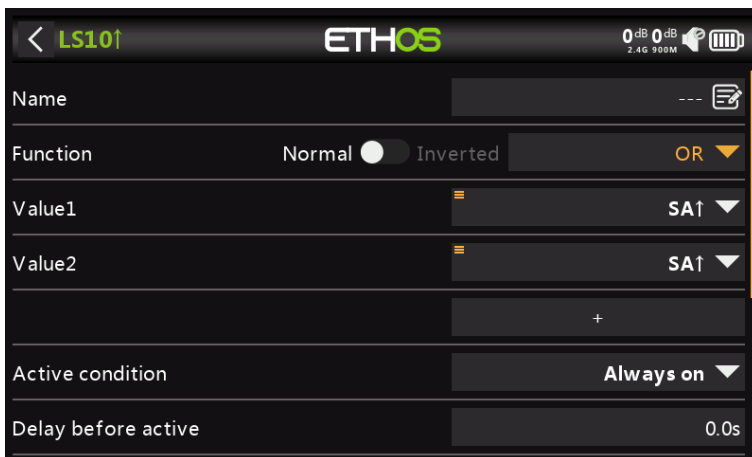 LS10↑ ETHOS 0dB 0dB
2.4G 900M
Name ---
Function Normal Inverted OR
Value1 SA↑
Value2 SA↑
+
Active condition Always on
Delay before active 0.0s